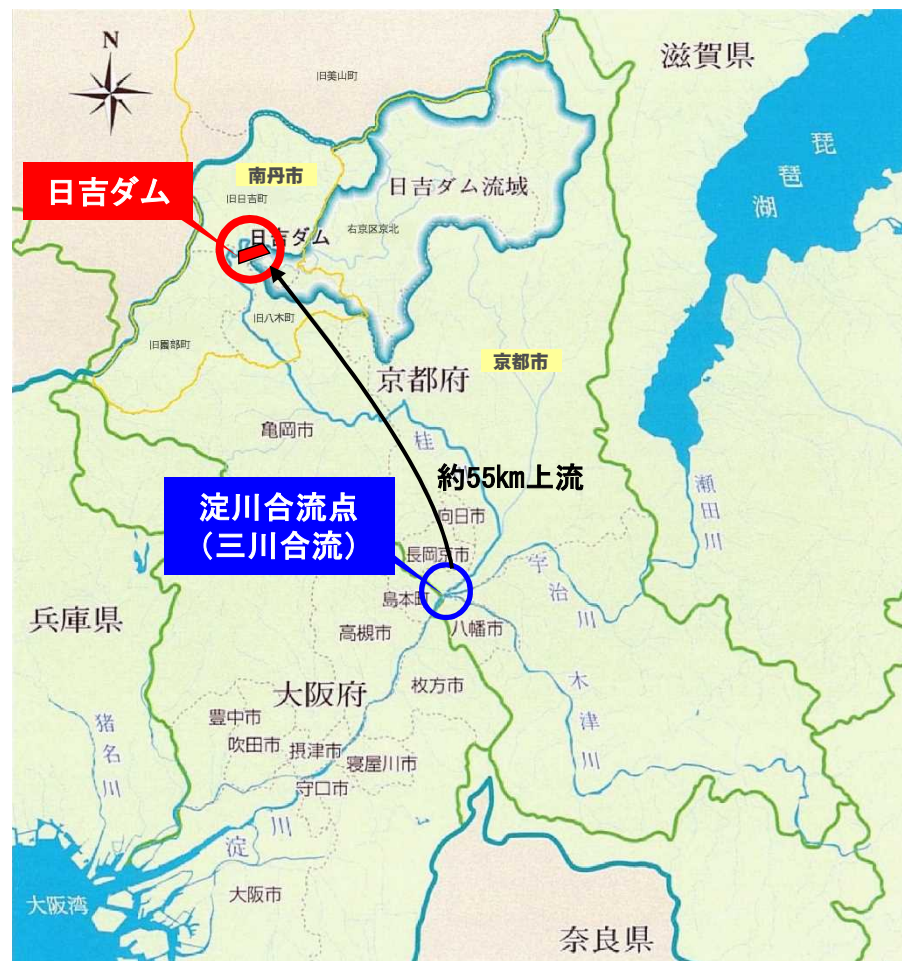 N
滋賀県
旧美山町
琵琶湖
南丹市
日吉ダム
日吉ダム流域
旧日吉町
右京区京北
日吉ダム
旧八木町
旧園部町
京都市
京都府
亀岡市
桂
約55km上流
瀬田川
淀川合流点
(三川合流)
向日市
長岡京市
宇治川
島本町
兵庫県
高槻市
八幡市
大阪府
枚方市
木津川
豊中市
猪名川
吹田市
摂津市
寝屋川市
守口市
淀川
大阪市
大阪湾
奈良県